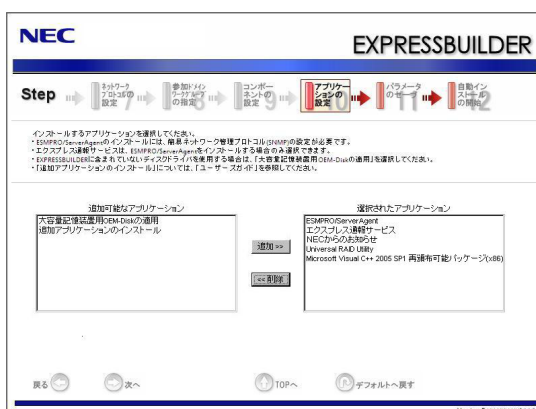 NEC
EXPRESSBUILDER
Step
ネットワークプロトコルの設定 7
参加ドメインワークグループの指定 8
コンポーネントの設定 9
アプリケーションの設定 10
パラメータのセーブ 11
自動インストールの開始 12
インストールするアプリケーションを選択してください。
・ESMPRO/ServerAgentのインストールには、簡易ネットワーク管理プロトコル(SNMP)の設定が必要です。
・エクスプレス通報サービスは、ESMPRO/ServerAgentをインストールする場合のみ選択できます。
・EXPRESSBUILDERに含まれていないディスクドライバを使用する場合は、「大容量記憶装置用OEM-Diskの適用」を選択してください。
・「追加アプリケーションのインストール」については、「ユーザーズガイド」を参照してください。
追加可能なアプリケーション
大容量記憶装置用OEM-Diskの適用
追加アプリケーションのインストール
追加 >>
<< 削除
選択されたアプリケーション
ESMPRO/ServerAgent
エクスプレス通報サービス
NECからのお知らせ
Universal RAID Utility
Microsoft Visual C++ 2005 SP1 再頒布可能パッケージ(x86)
戻る
次へ
TOPへ
デフォルトへ戻す